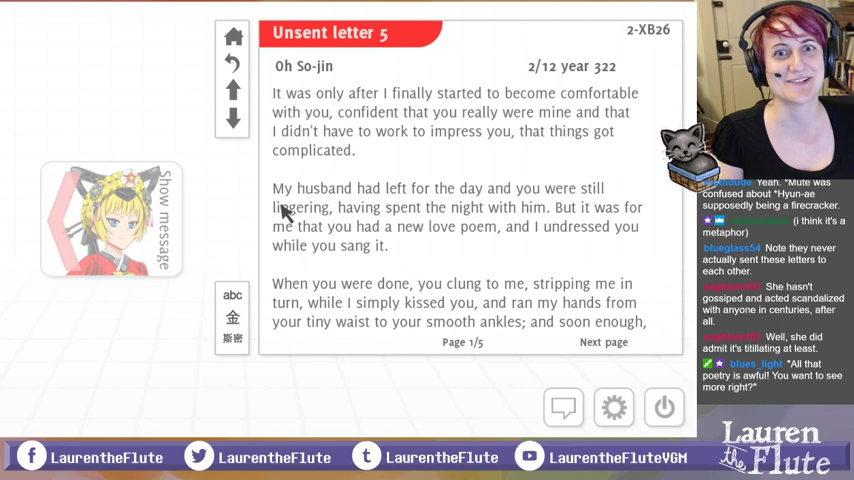 Unsent letter 5
2-XB26
Oh So-jin
2/12 year 322
It was only after I finally started to become comfortable
with you, confident that you really were mine and that
I didn't have to work to impress you, that things got
complicated.
My husband had left for the day and you were still
lingering, having spent the night with him. But it was for
me that you had a new love poem, and I undressed you
while you sang it.
When you were done, you clung to me, stripping me in
turn, while I simply kissed you, and ran my hands from
your tiny waist to your smooth ankles; and soon enough,
Page 1/5
Next page
Show message
abc
金
斯密
Yeah. *Mute was
confused about *Hyun-ae
supposedly being a firecracker.
(i think it's a
metaphor)
blueglass54 Note they never
actually sent these letters to
each other.
She hasn't
gossiped and acted scandalized
with anyone in centuries, after
all.
Well, she did
admit it's titillating at least.
blues_light "All that
poetry is awful! You want to see
more right?"
Lauren
the Flute
LaurentheFlute
LaurentheFlute
LaurentheFlute
LaurentheFluteVGM